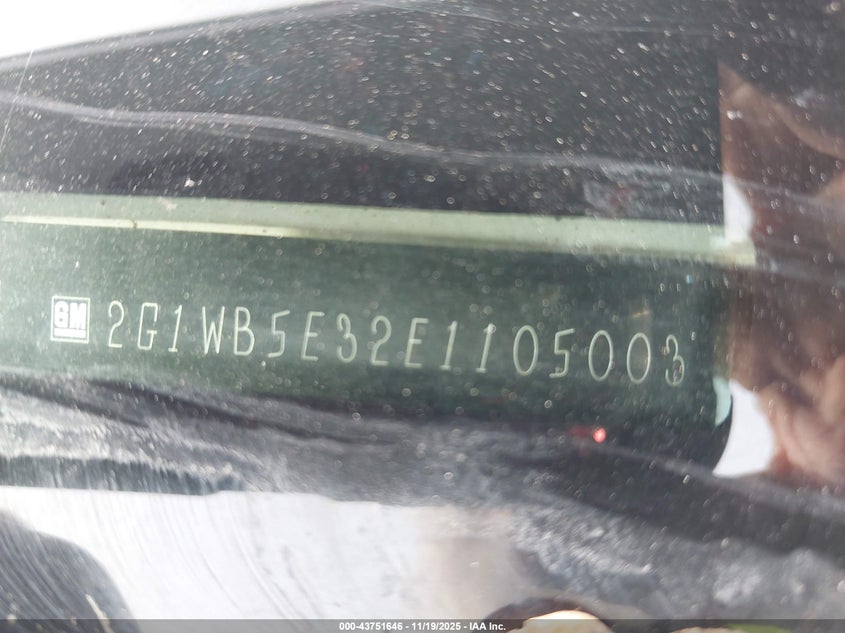 GM 2G1WB5E32E1105003
000-43751646 - 11/19/2025 - IAA Inc.